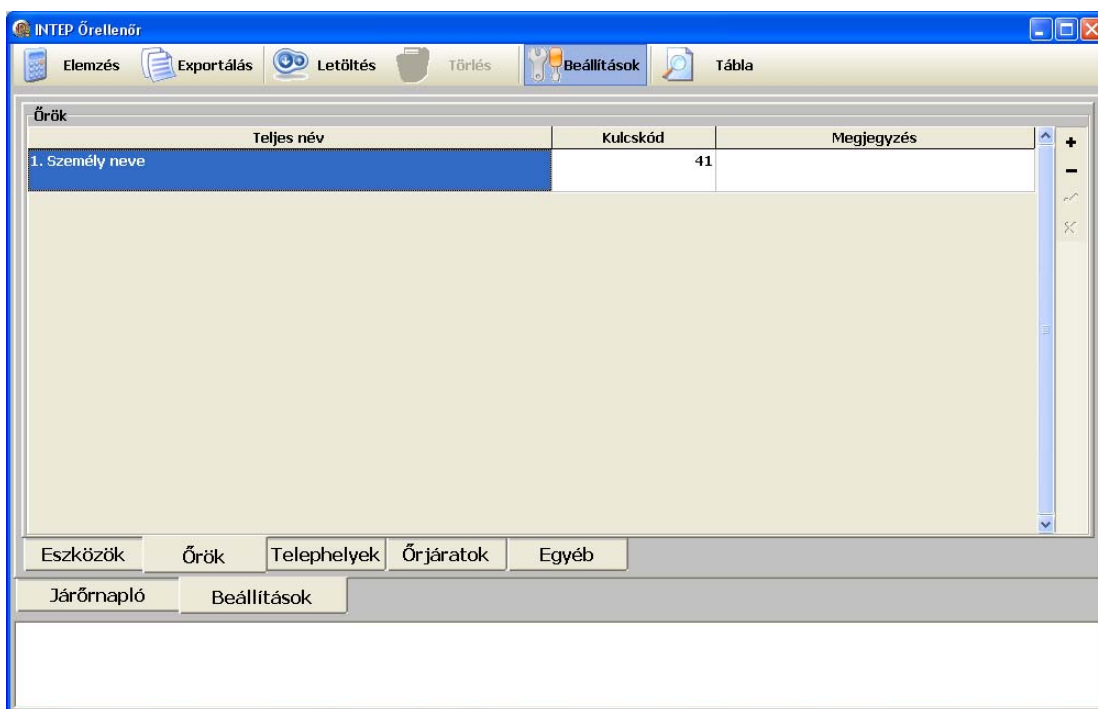 INTEP Őrellenőr
Elemzés Exportálás Letöltés Törlés Beállítások Tábla
Őrök
Teljes név Kulcskód Megjegyzés
1. Személy neve 41
Eszközök Őrök Telephelyek Őrjáratok Egyéb
Járőrnapló Beállítások